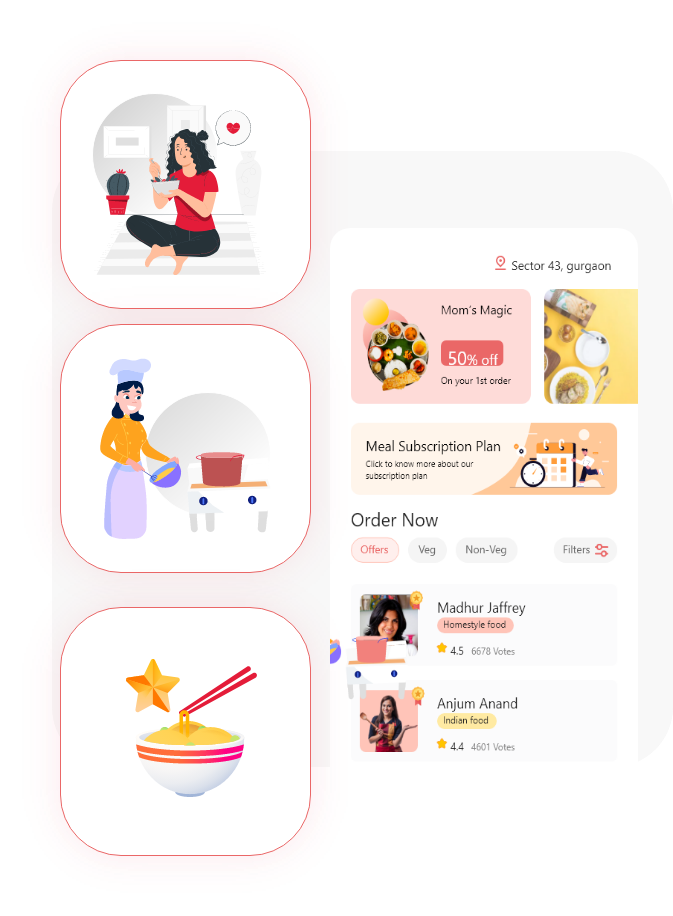 Sector 43, gurgaon
Mom's Magic
50% off
On your 1st order
Meal Subscription Plan
Click to know more about our
subscription plan
Order Now
Offers
Veg
Non-Veg
Filters
Madhur Jaffrey
Homestyle food
4.5 6678 Votes
Anjum Anand
Indian food
4.4 4601 Votes